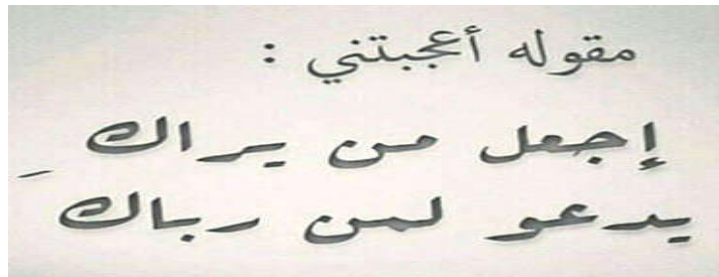 مقوله أعجبتني :
إجعل من يراك
يدعو لمن رباك